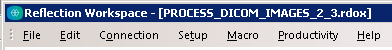 Reflection Workspace - [PROCESS_DICOM_IMAGES_2_3.rdox]
File Edit Connection Setup Macro Productivity Help